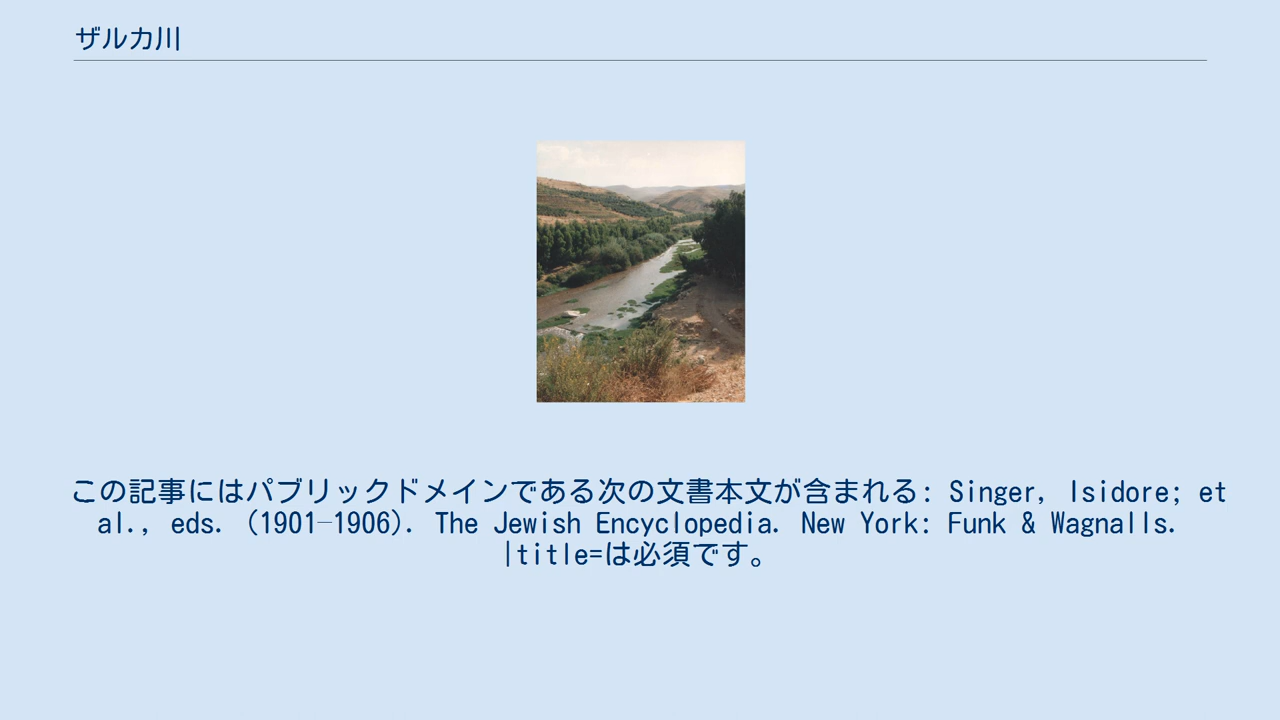 ザルカ川
この記事にはパブリックドメインである次の文書本文が含まれる: Singer, Isidore; et
al., eds. (1901–1906). The Jewish Encyclopedia. New York: Funk & Wagnalls.
|title=は必須です。